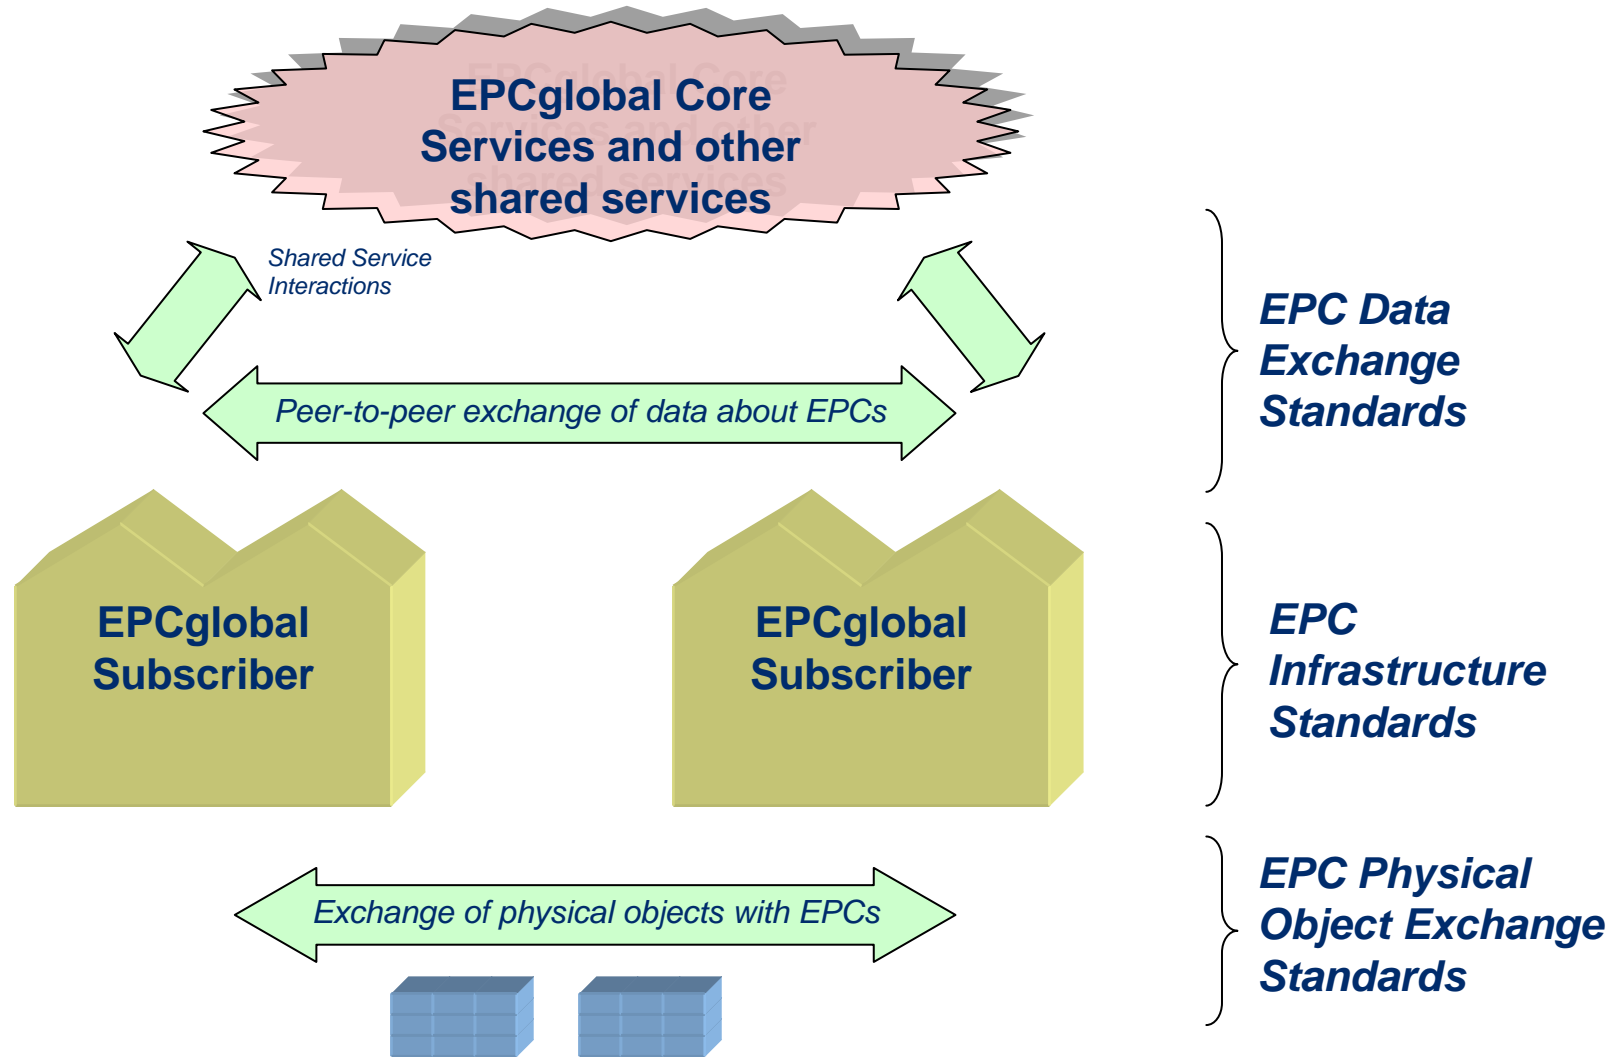 EPCglobal Core
Services and other
shared services
Shared Service
Interactions
Peer-to-peer exchange of data about EPCs
EPC Data
Exchange
Standards
EPCglobal
Subscriber
EPCglobal
Subscriber
EPC
Infrastructure
Standards
Exchange of physical objects with EPCs
EPC Physical
Object Exchange
Standards